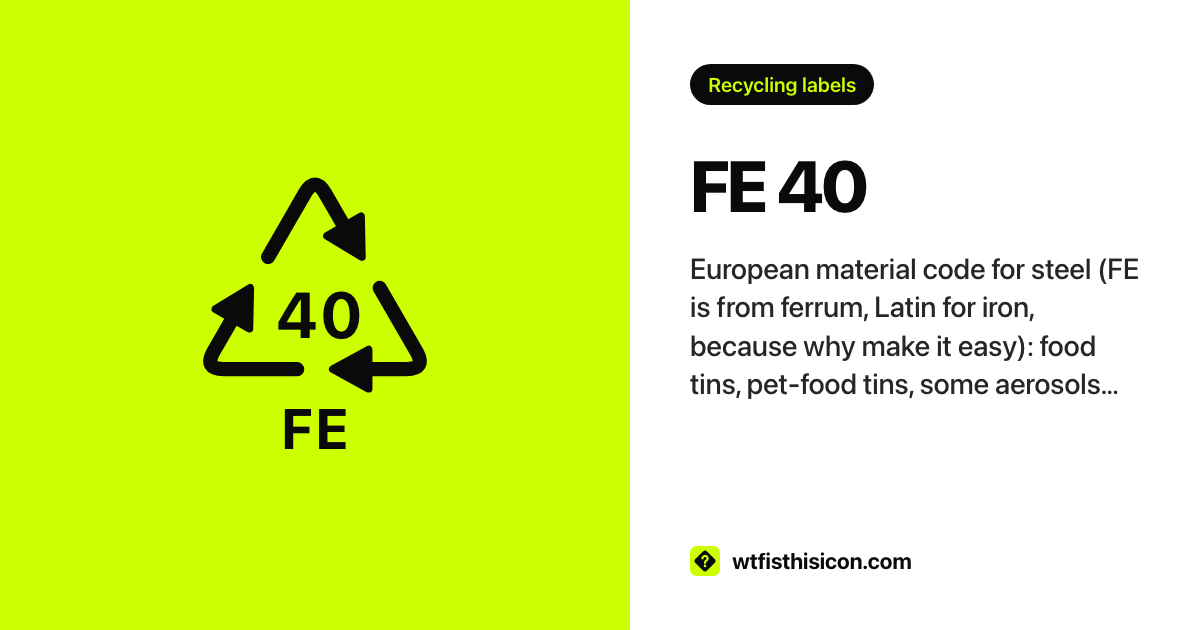 40
FE
Recycling labels
FE 40
European material code for steel (FE
is from ferrum, Latin for iron,
because why make it easy): food
tins, pet-food tins, some aerosols...
?
wtfisthisicon.com